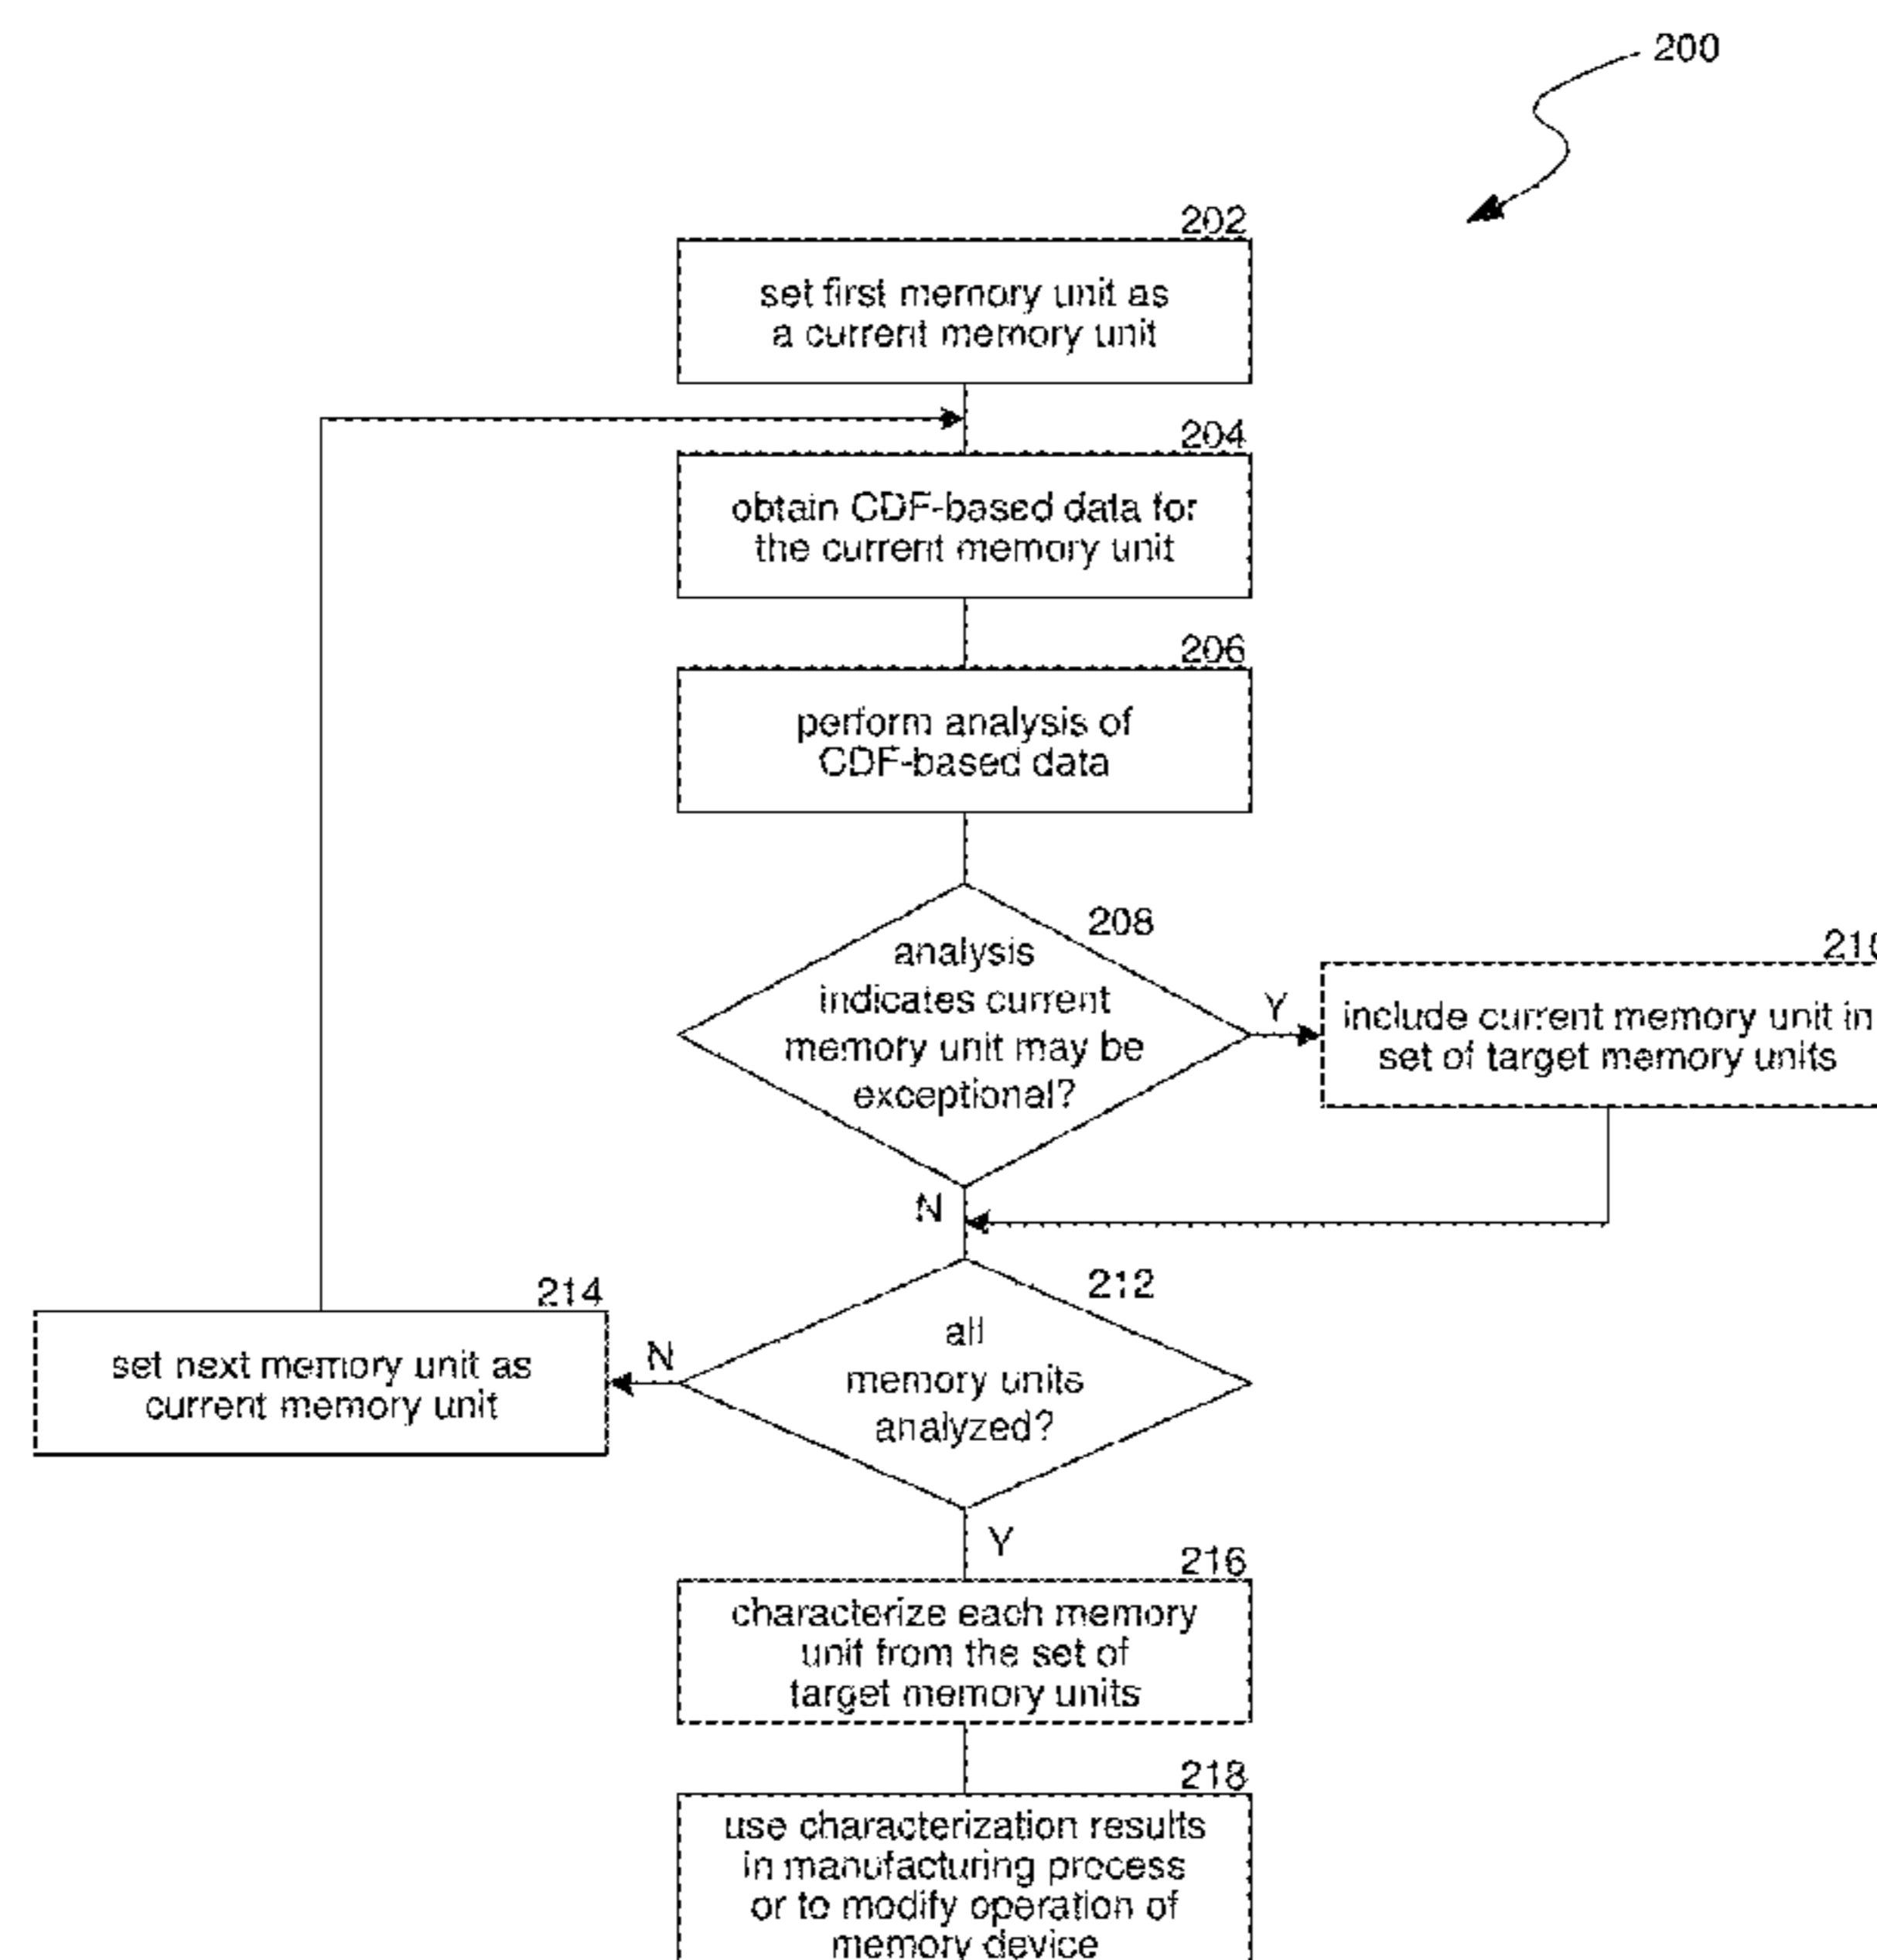 200
202
set first memory unit as
a current memory unit
204
obtain CDF-based data for
the current memory unit
206
perform analysis of
CDF-based data
208
analysis
indicates current
memory unit may be
exceptional?
Y
210
include current memory unit in
set of target memory units
N
212
all
memory units
analyzed?
N
214
set next memory unit as
current memory unit
Y
216
characterize each memory
unit from the set of
target memory units
218
use characterization results
in manufacturing process
or to modify operation of
memory device